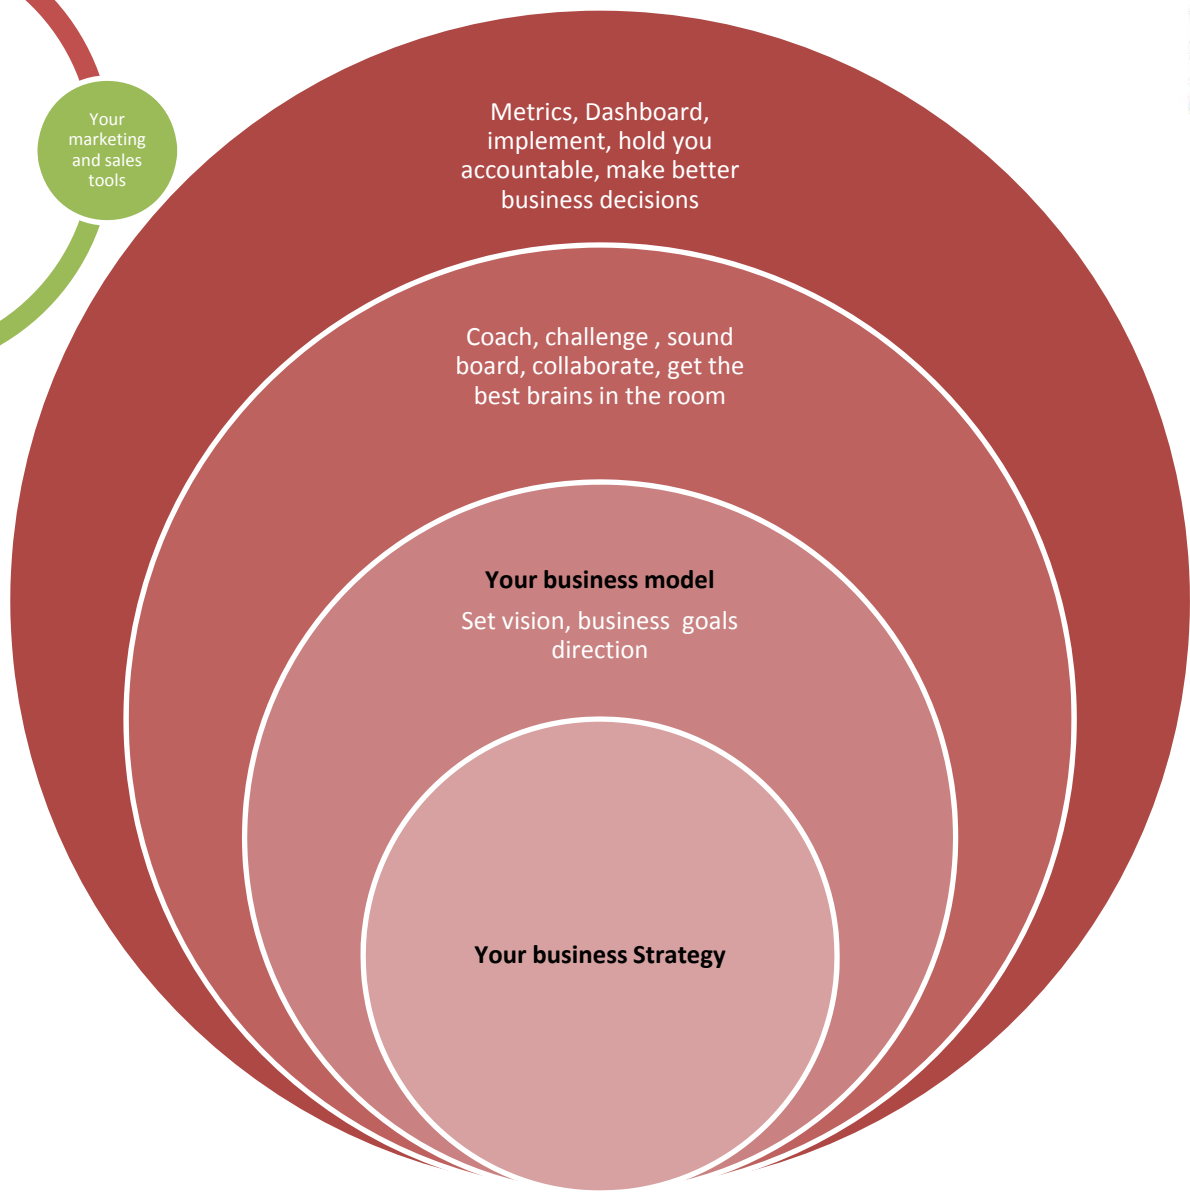 Your
marketing
and sales
tools
Metrics, Dashboard,
implement, hold you
accountable, make better
business decisions
Coach, challenge , sound
board, collaborate, get the
best brains in the room
Your business model
Set vision, business  goals
direction
Your business Strategy